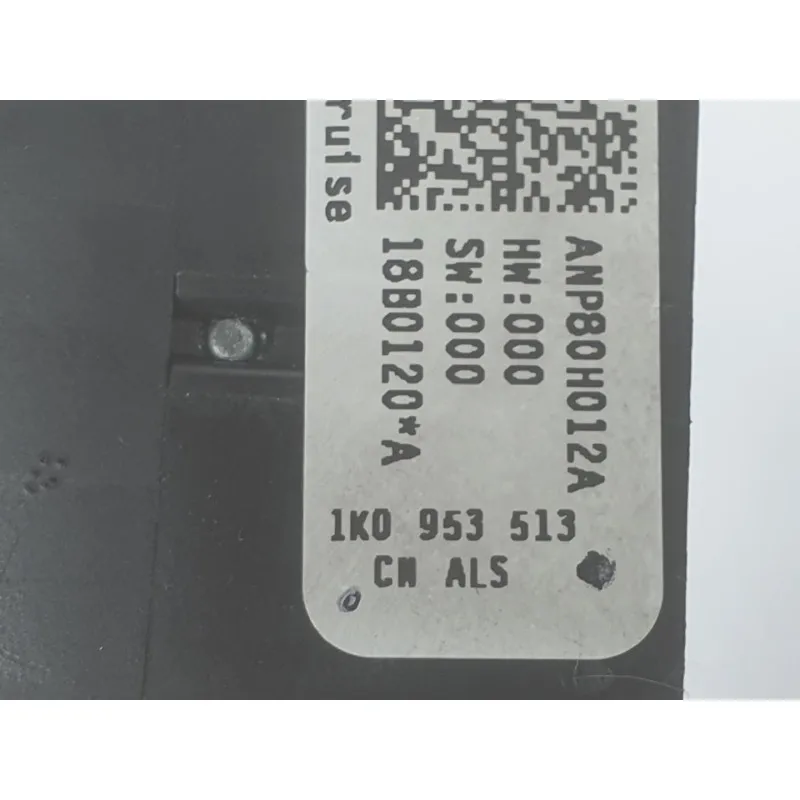 ruise
ANP80H012A
HW:000
SW:000
18B0120*A
1K0 953 513
CN ALS